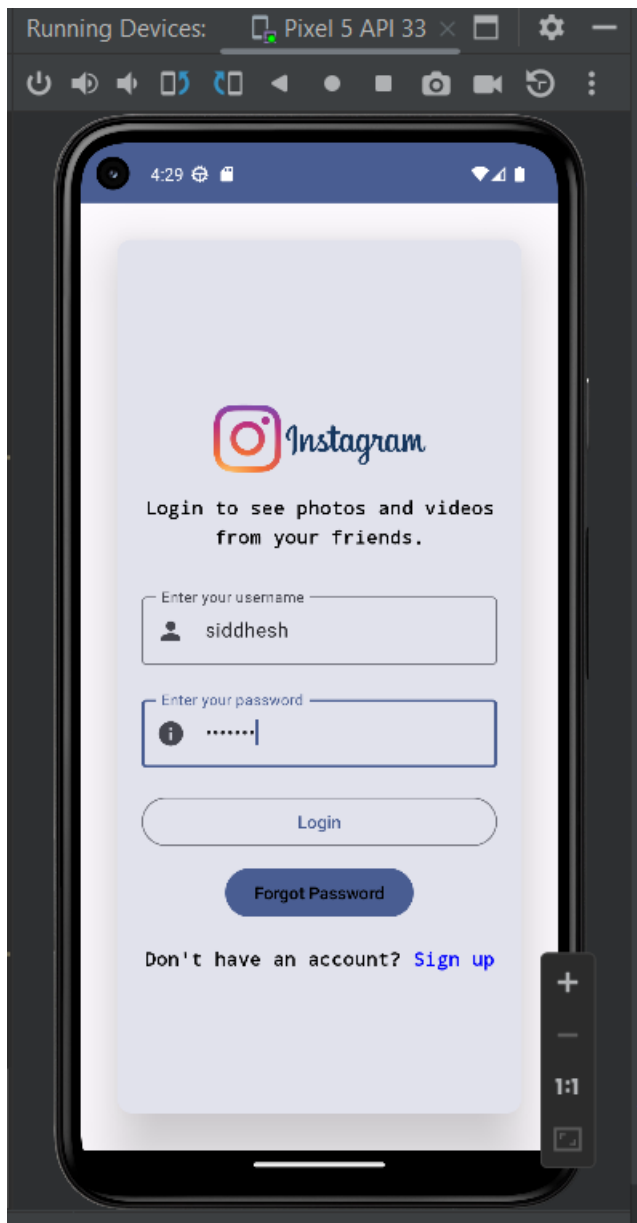 Running Devices: Pixel 5 API 33
4:29
Instagram
Login to see photos and videos
from your friends.
Enter your username
siddhesh
Enter your password
•••••••
Login
Forgot Password
Don't have an account? Sign up
1:1